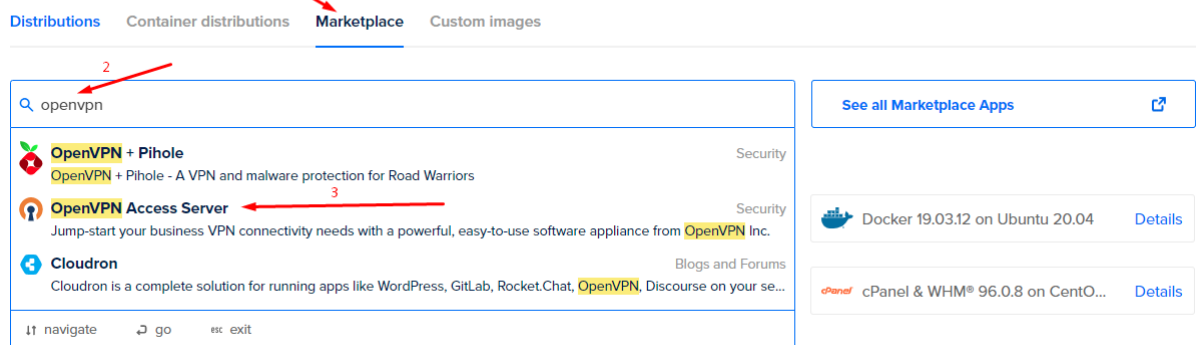 Distributions Container distributions Marketplace Custom images
2
openvpn
See all Marketplace Apps
OpenVPN + Pihole Security
OpenVPN + Pihole - A VPN and malware protection for Road Warriors
3
OpenVPN Access Server Security
Jump-start your business VPN connectivity needs with a powerful, easy-to-use software appliance from OpenVPN Inc.
Docker 19.03.12 on Ubuntu 20.04 Details
Cloudron Blogs and Forums
Cloudron is a complete solution for running apps like WordPress, GitLab, Rocket.Chat, OpenVPN, Discourse on your se...
cPanel cPanel & WHM® 96.0.8 on CentO... Details
navigate go esc exit